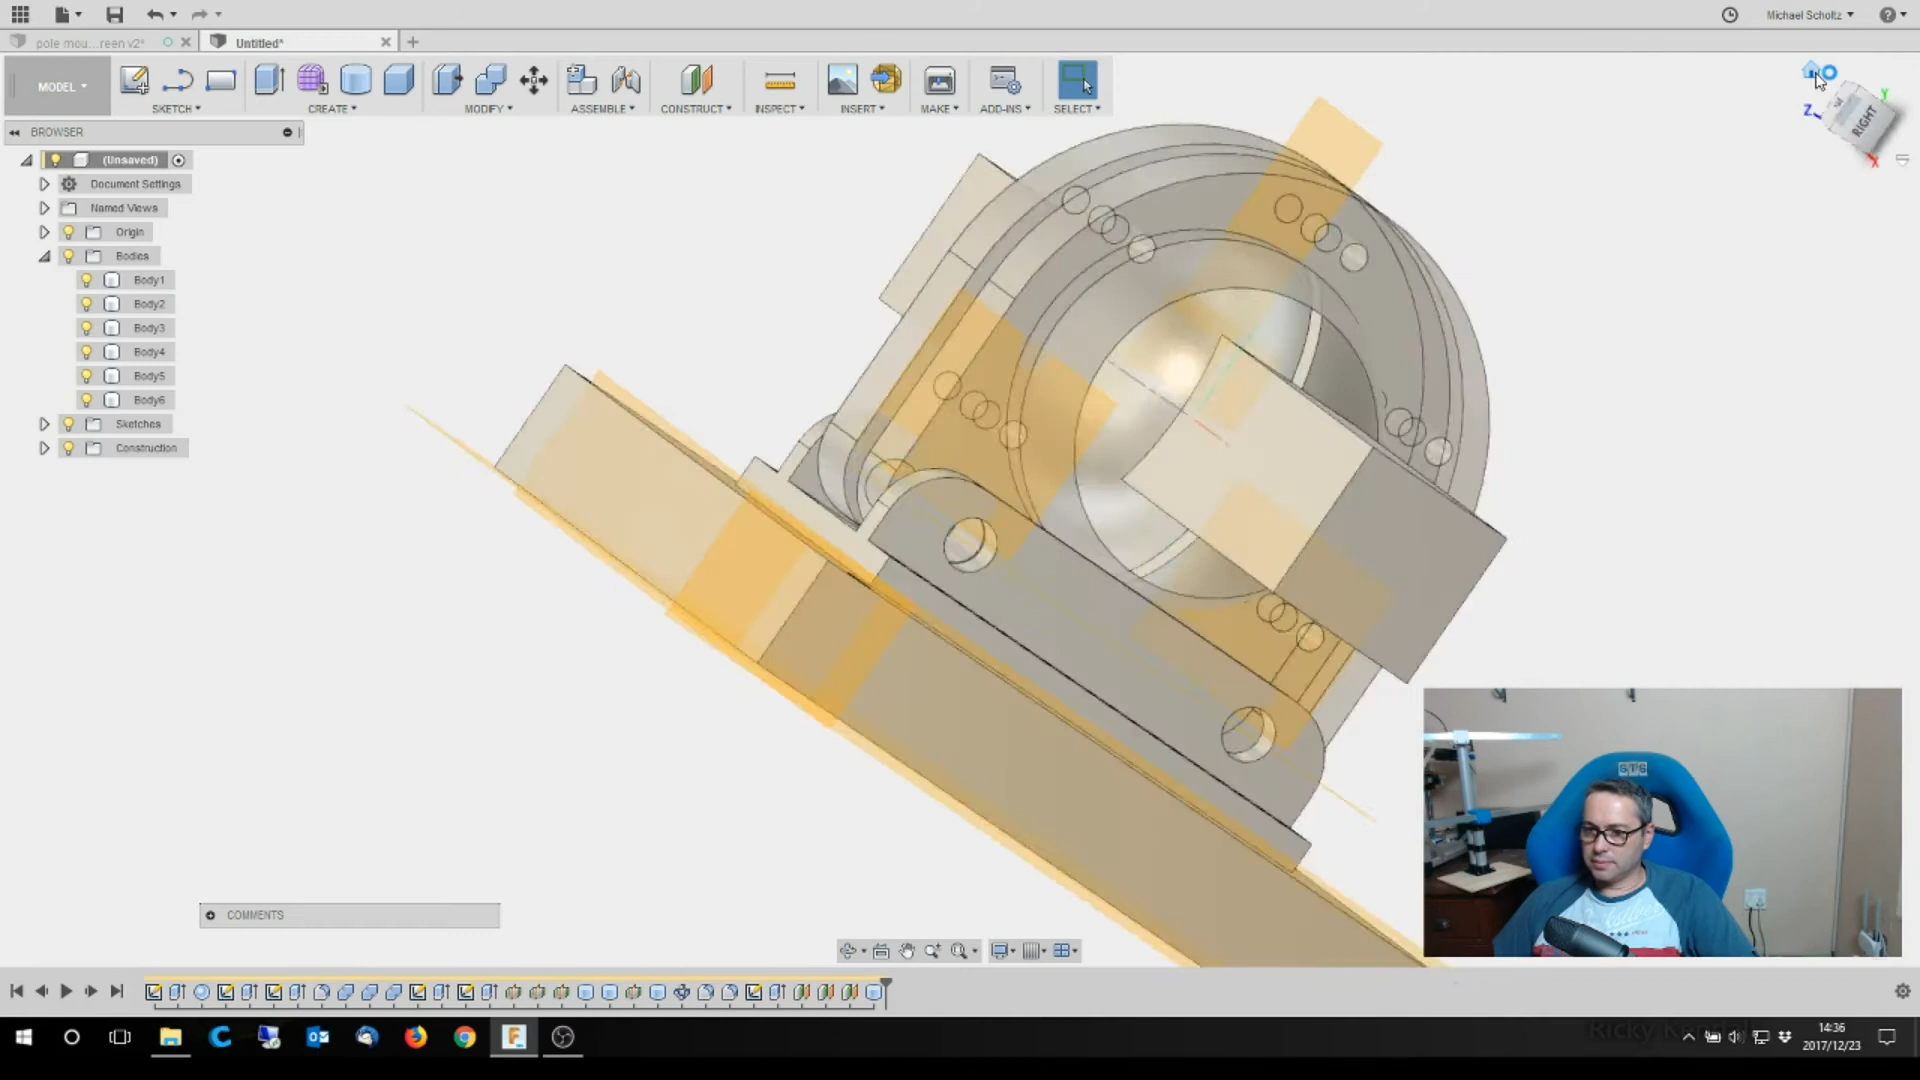 Michael Scholtz
pole mou...reen v2*
Untitled*
MODEL
SKETCH
CREATE
MODIFY
ASSEMBLE
CONSTRUCT
INSPECT
INSERT
MAKE
ADD-INS
SELECT
BROWSER
(Unsaved)
Document Settings
Named Views
Origin
Bodies
Body1
Body2
Body3
Body4
Body5
Body6
Sketches
Construction
Y
Z
RIGHT
X
STS
COMMENTS
14:36
2017/12/23